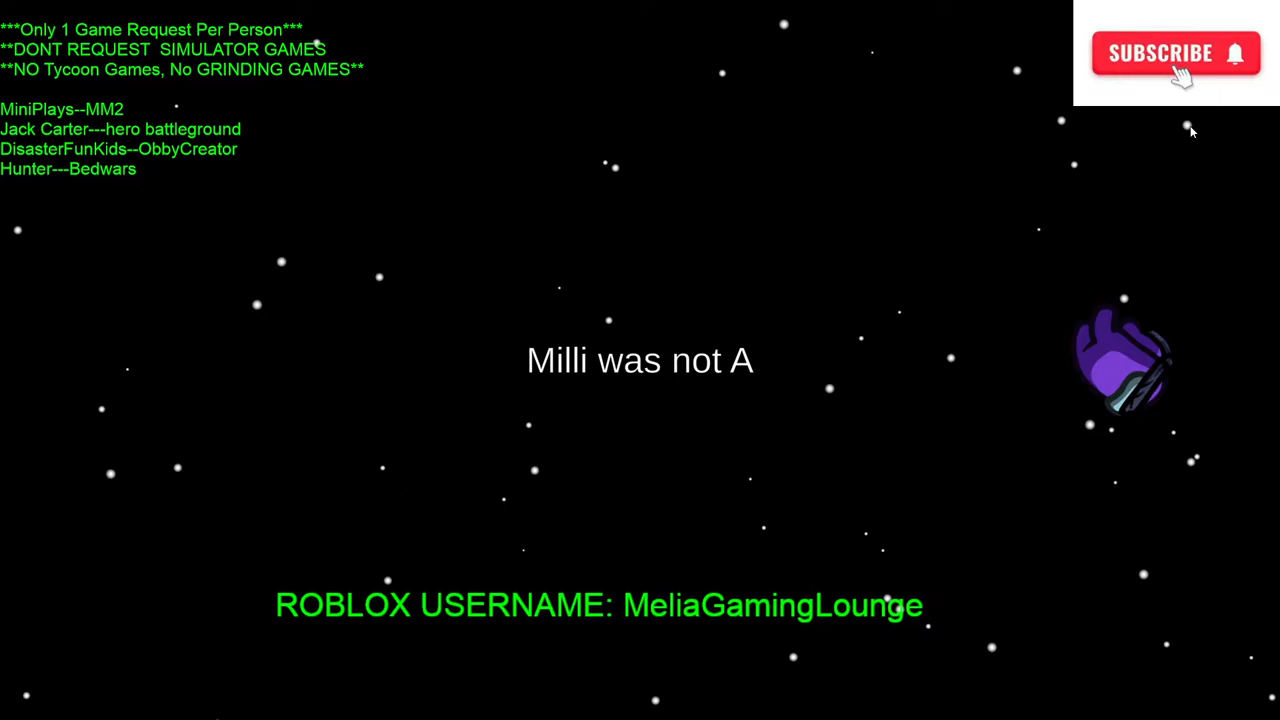 ***Only 1 Game Request Per Person***
**DONT REQUEST  SIMULATOR GAMES
**NO Tycoon Games, No GRINDING GAMES**
MiniPlays--MM2
Jack Carter---hero battleground
DisasterFunKids--ObbyCreator
Hunter---Bedwars
SUBSCRIBE
Milli was not A
ROBLOX USERNAME: MeliaGamingLounge